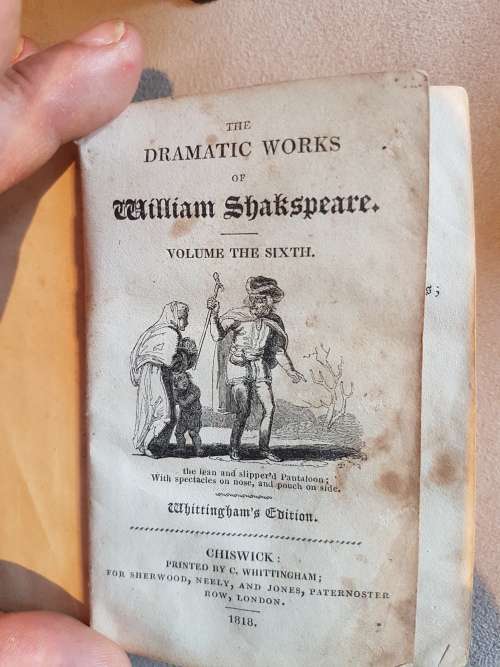 THE
DRAMATIC WORKS
OF
William Shakspeare.
VOLUME THE SIXTH.
the lean and slipper'd Pantaloon;
With spectacles on nose, and pouch on side.
Whittingham's Edition.
CHISWICK:
PRINTED BY C. WHITTINGHAM;
FOR SHERWOOD, NEELY, AND JONES, PATERNOSTER
ROW, LONDON.
1818.